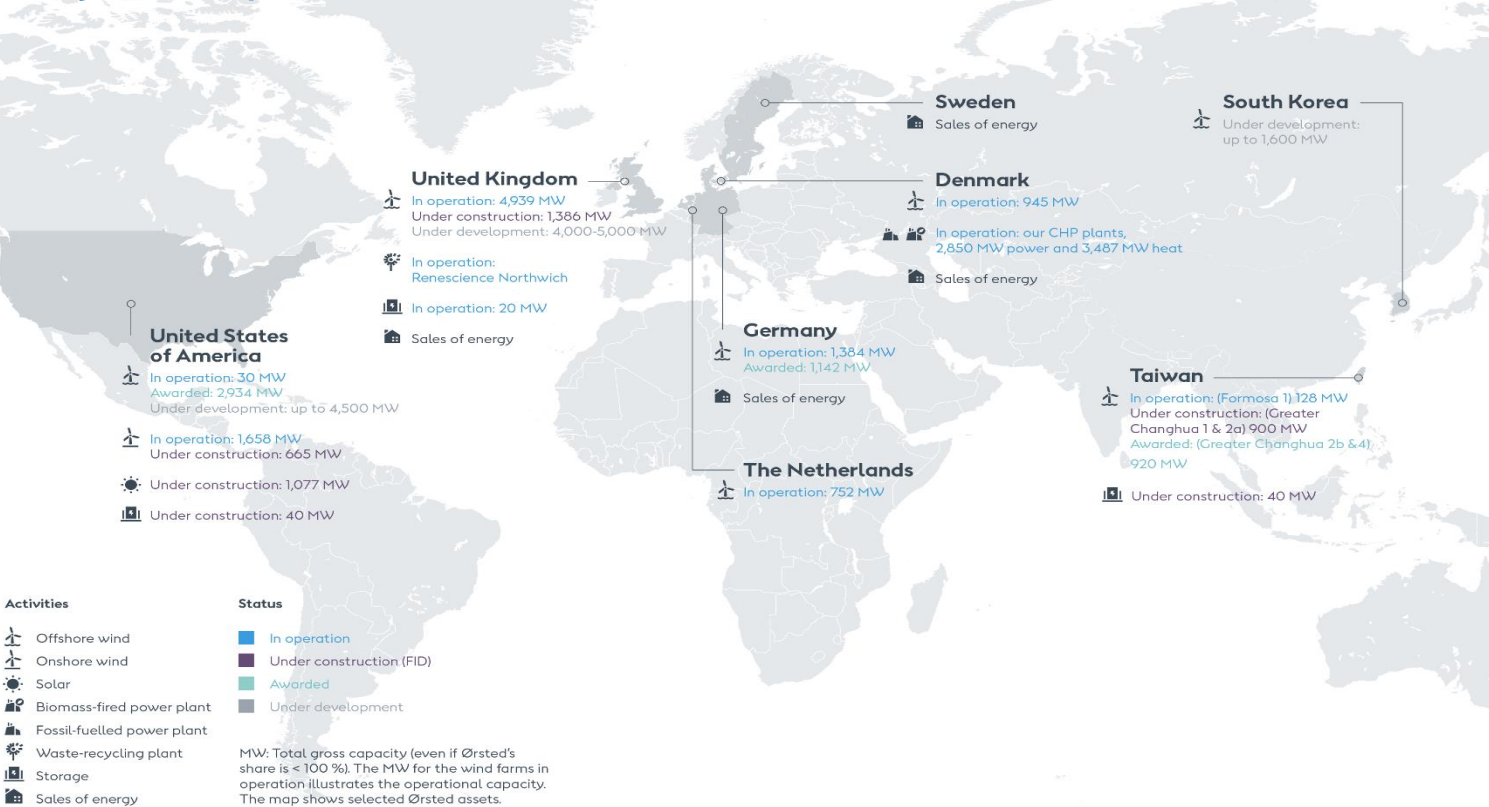 Sweden
Sales of energy
South Korea
Under development:
up to 1,600 MW
United Kingdom
In operation: 4,939 MW
Under construction: 1,386 MW
Under development: 4,000-5,000 MW
In operation:
Renescience Northwich
In operation: 20 MW
Sales of energy
Denmark
In operation: 945 MW
In operation: our CHP plants,
2,850 MW power and 3,487 MW heat
Sales of energy
United States
of America
In operation: 30 MW
Awarded: 2,934 MW
Under development: up to 4,500 MW
In operation: 1,658 MW
Under construction: 665 MW
Under construction: 1,077 MW
Under construction: 40 MW
Germany
In operation: 1,384 MW
Awarded: 1,142 MW
Sales of energy
The Netherlands
In operation: 752 MW
Taiwan
In operation: (Formosa 1) 128 MW
Under construction: (Greater
Changhua 1 & 2a) 900 MW
Awarded: (Greater Changhua 2b &4)
920 MW
Under construction: 40 MW
Activities
Offshore wind
Onshore wind
Solar
Biomass-fired power plant
Fossil-fuelled power plant
Waste-recycling plant
Storage
Sales of energy
Status
In operation
Under construction (FID)
Awarded
Under development
MW: Total gross capacity (even if Ørsted's
share is < 100 %). The MW for the wind farms in
operation illustrates the operational capacity.
The map shows selected Ørsted assets.